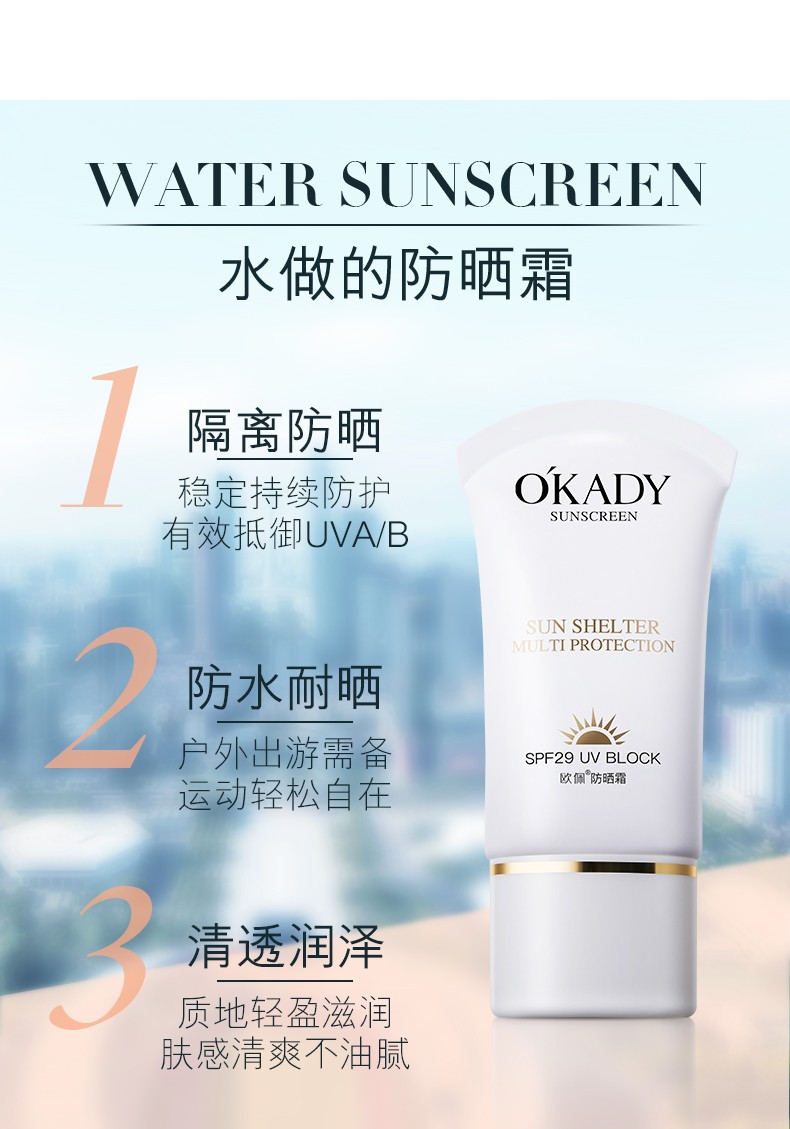 WATER SUNSCREEN
水做的防晒霜
1
隔离防晒
稳定持续防护
有效抵御UVA/B
2
防水耐晒
户外出游需备
运动轻松自在
3
清透润泽
质地轻盈滋润
肤感清爽不油腻
O'KADY
SUNSCREEN
SUN SHELTER
MULTI PROTECTION
SPF29 UV BLOCK
欧佩®防晒霜